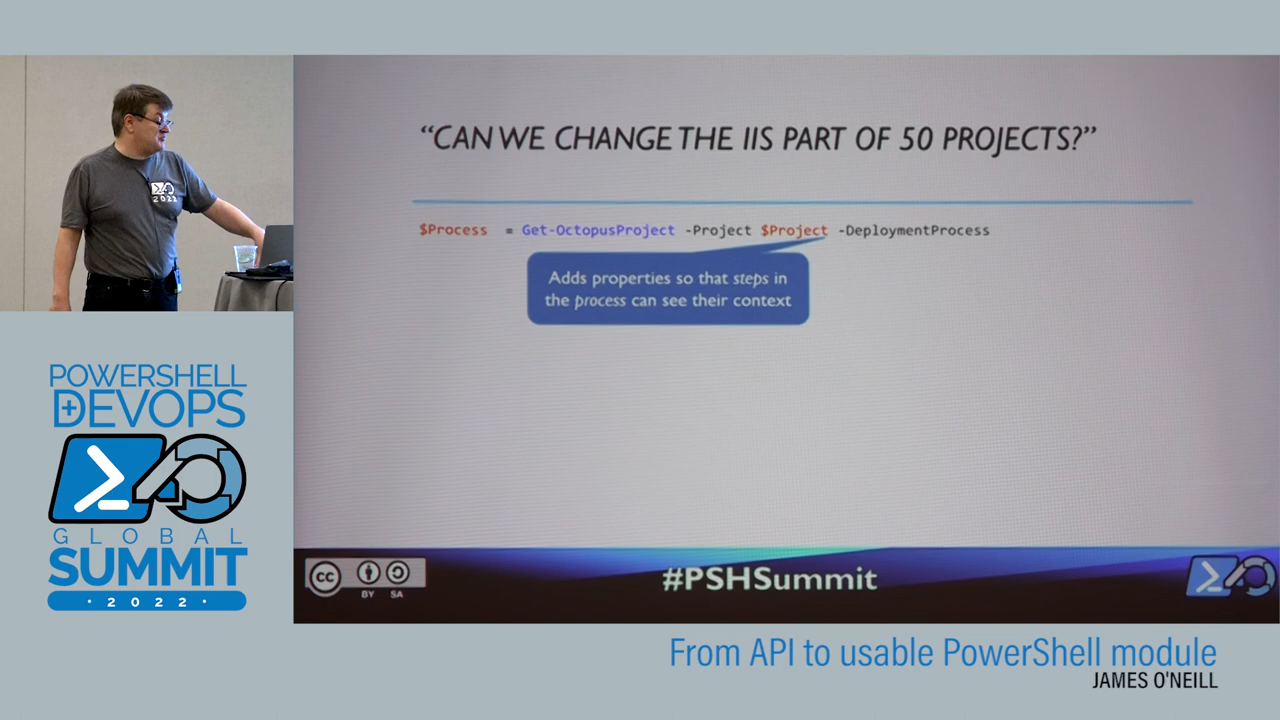 2022
POWERSHELL
DEVOPS
GLOBAL
SUMMIT
· 2022 ·
“CAN WE CHANGE THE IIS PART OF 50 PROJECTS?”
$Process = Get-OctopusProject -Project $Project -DeploymentProcess
Adds properties so that steps in
the process can see their context
cc
BY SA
#PSHSummit
From API to usable PowerShell module
JAMES O'NEILL